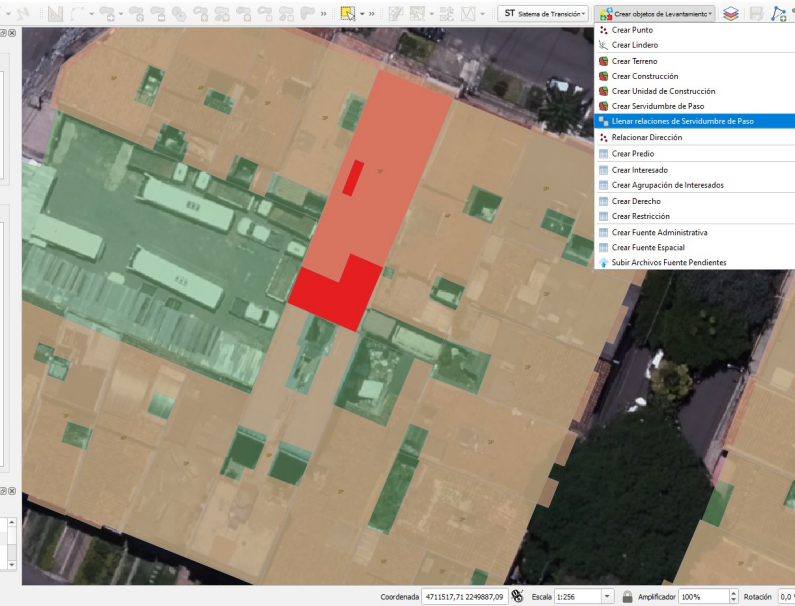 ST Sistema de Transición
Crear objetos de Levantamiento
Crear Punto
Crear Lindero
Crear Terreno
Crear Construcción
Crear Unidad de Construcción
Crear Servidumbre de Paso
Llenar relaciones de Servidumbre de Paso
Relacionar Dirección
Crear Predio
Crear Interesado
Crear Agrupación de Interesados
Crear Derecho
Crear Restricción
Crear Fuente Administrativa
Crear Fuente Espacial
Subir Archivos Fuente Pendientes
Coordenada 4711517,71 2249887,09 Escala 1:256 Amplificador 100% Rotación 0,0